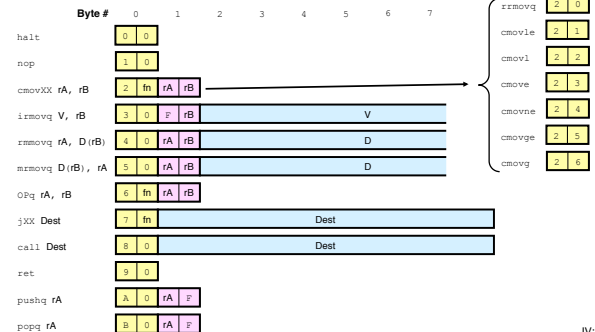 Byte # 0 1 2 3 4 5 6 7
halt 0 0
nop 1 0
cmovXX rA, rB 2 fn rA rB
irmovq V, rB 3 0 F rB V
rmmovq rA, D(rB) 4 0 rA rB D
mrmovq D(rB), rA 5 0 rA rB D
OPq rA, rB 6 fn rA rB
jXX Dest 7 fn Dest
call Dest 8 0 Dest
ret 9 0
pushq rA A 0 rA F
popq rA B 0 rA F
rrmovq 2 0
cmovle 2 1
cmovl 2 2
cmove 2 3
cmovne 2 4
cmovge 2 5
cmovg 2 6